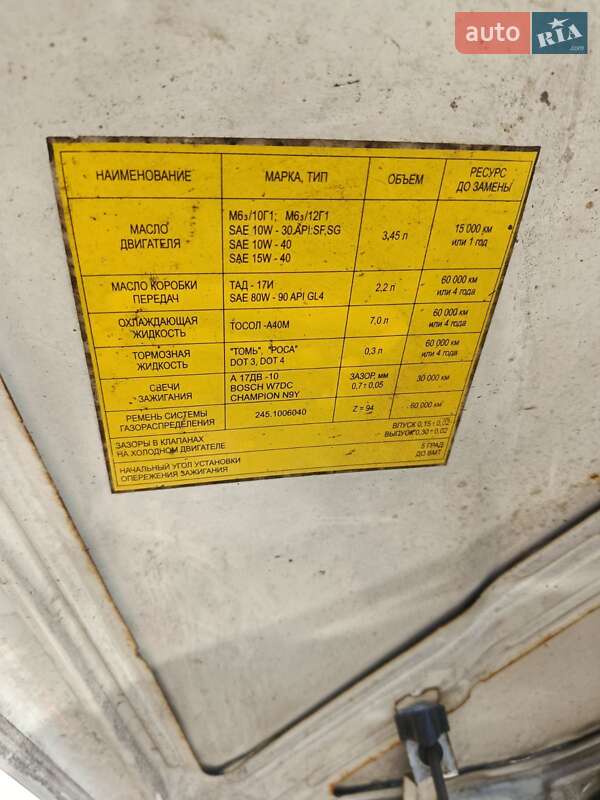 auto RIA.com
НАИМЕНОВАНИЕ
МАРКА, ТИП
ОБЪЕМ
РЕСУРС
ДО ЗАМЕНЫ
МАСЛО
ДВИГАТЕЛЯ
М6з/10Г1; М6з/12Г1
SAE 10W - 30,API:SF,SG
SAE 10W - 40
SAE 15W - 40
3,45 л
15 000 км
или 1 год
МАСЛО КОРОБКИ
ПЕРЕДАЧ
ТАД - 17И
SAE 80W - 90 API GL4
2,2 л
60 000 км
или 4 года
ОХЛАЖДАЮЩАЯ
ЖИДКОСТЬ
ТОСОЛ -А40М
7,0 л
60 000 км
или 4 года
ТОРМОЗНАЯ
ЖИДКОСТЬ
"ТОМЬ", "РОСА"
DOT 3, DOT 4
0,3 л
60 000 км
или 4 года
СВЕЧИ
ЗАЖИГАНИЯ
А 17ДВ -10
BOSCH W7DC
CHAMPION N9Y
ЗАЗОР, мм
0,7±0,05
30 000 км
РЕМЕНЬ СИСТЕМЫ
ГАЗОРАСПРЕДЕЛЕНИЯ
245.1006040
Z = 94
60 000 км
ЗАЗОРЫ В КЛАПАНАХ
НА ХОЛОДНОМ ДВИГАТЕЛЕ
ВПУСК 0,15±0,02
ВЫПУСК 0,30±0,02
НАЧАЛЬНЫЙ УГОЛ УСТАНОВКИ
ОПЕРЕЖЕНИЯ ЗАЖИГАНИЯ
5 ГРАД.
ДО ВМТ